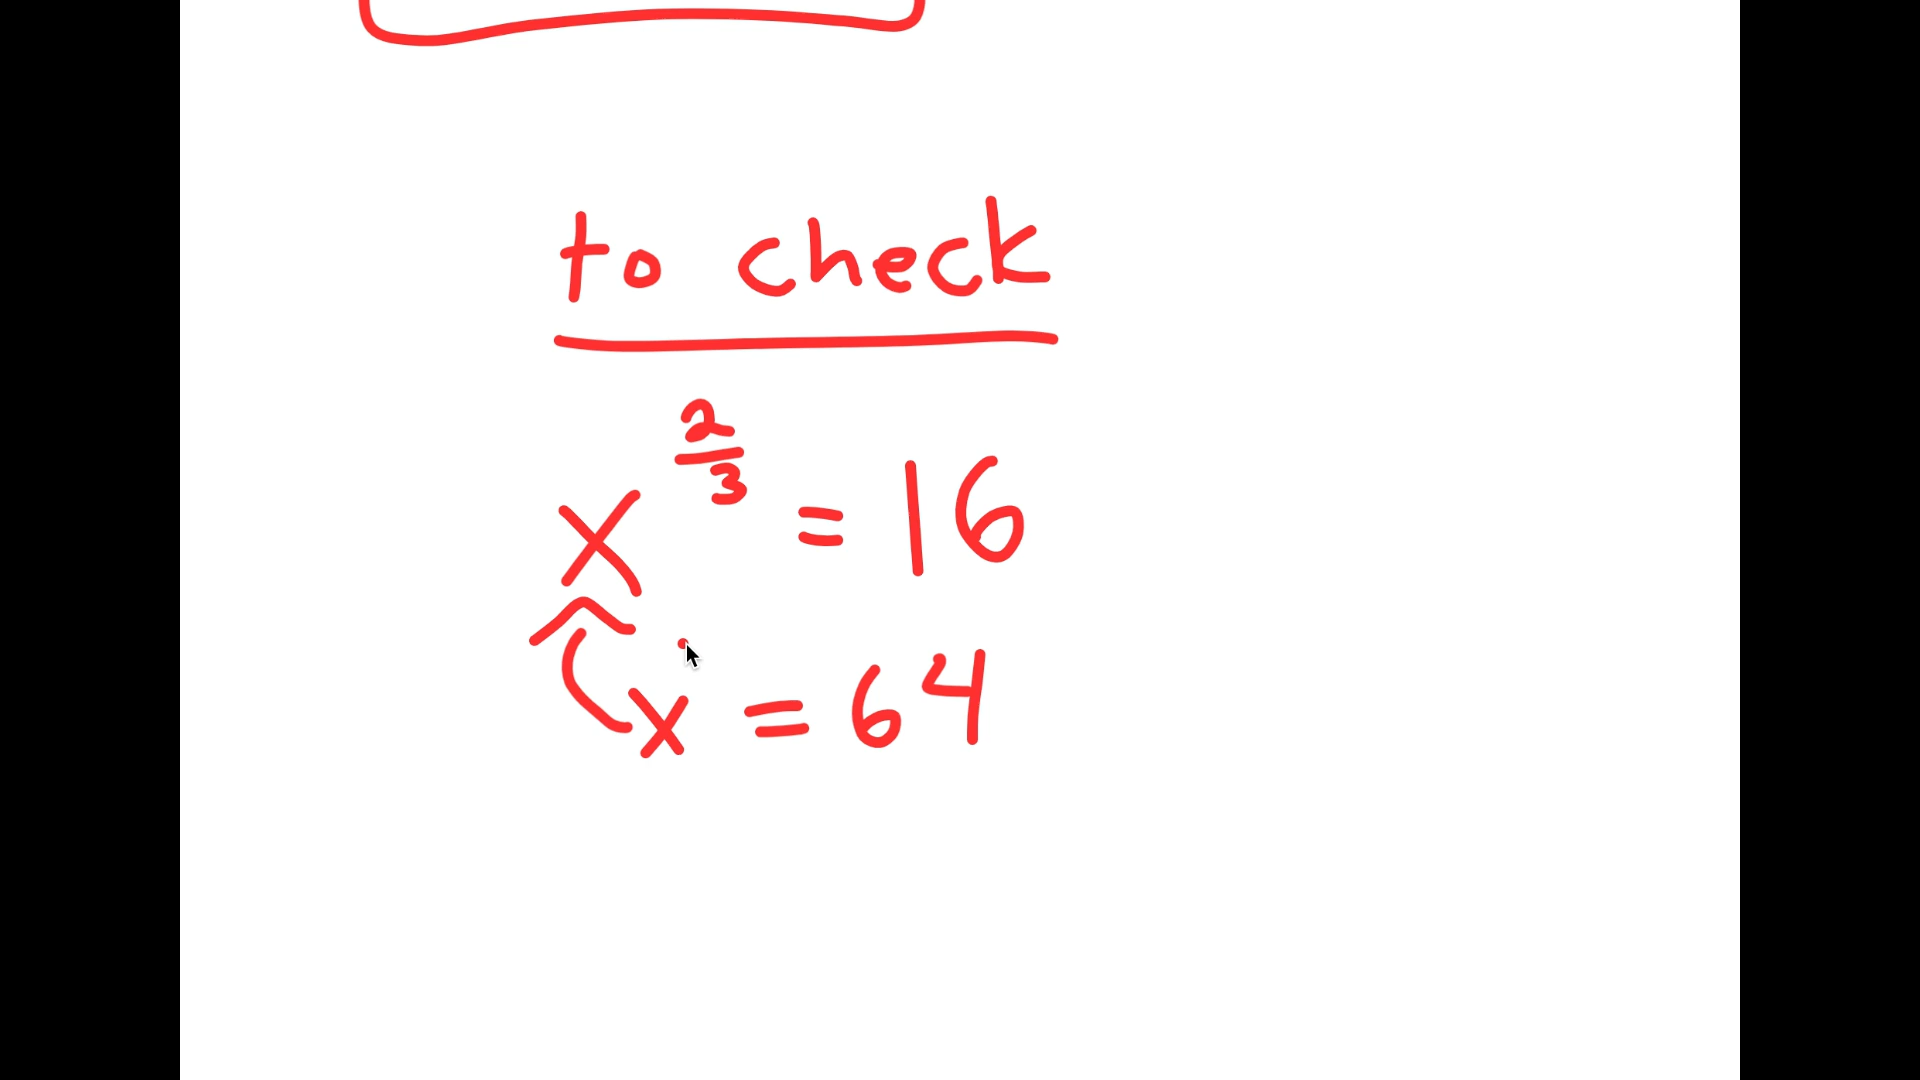 to check
x^(2/3) = 16
x = 64